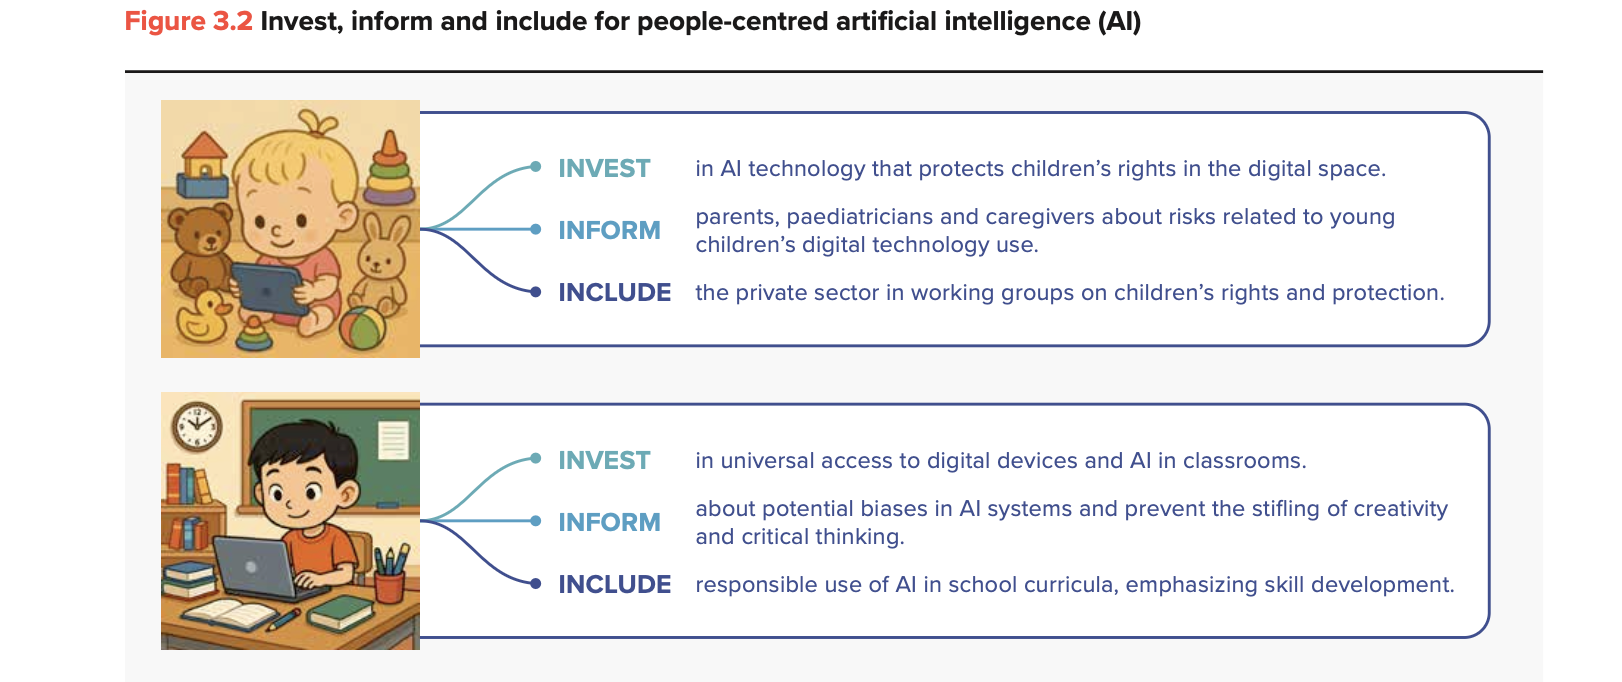 Figure 3.2 Invest, inform and include for people-centred artificial intelligence (AI)
INVEST in AI technology that protects children’s rights in the digital space.
INFORM parents, paediatricians and caregivers about risks related to young
children’s digital technology use.
INCLUDE the private sector in working groups on children’s rights and protection.
12
3
6
9
INVEST in universal access to digital devices and AI in classrooms.
INFORM about potential biases in AI systems and prevent the stifling of creativity
and critical thinking.
INCLUDE responsible use of AI in school curricula, emphasizing skill development.